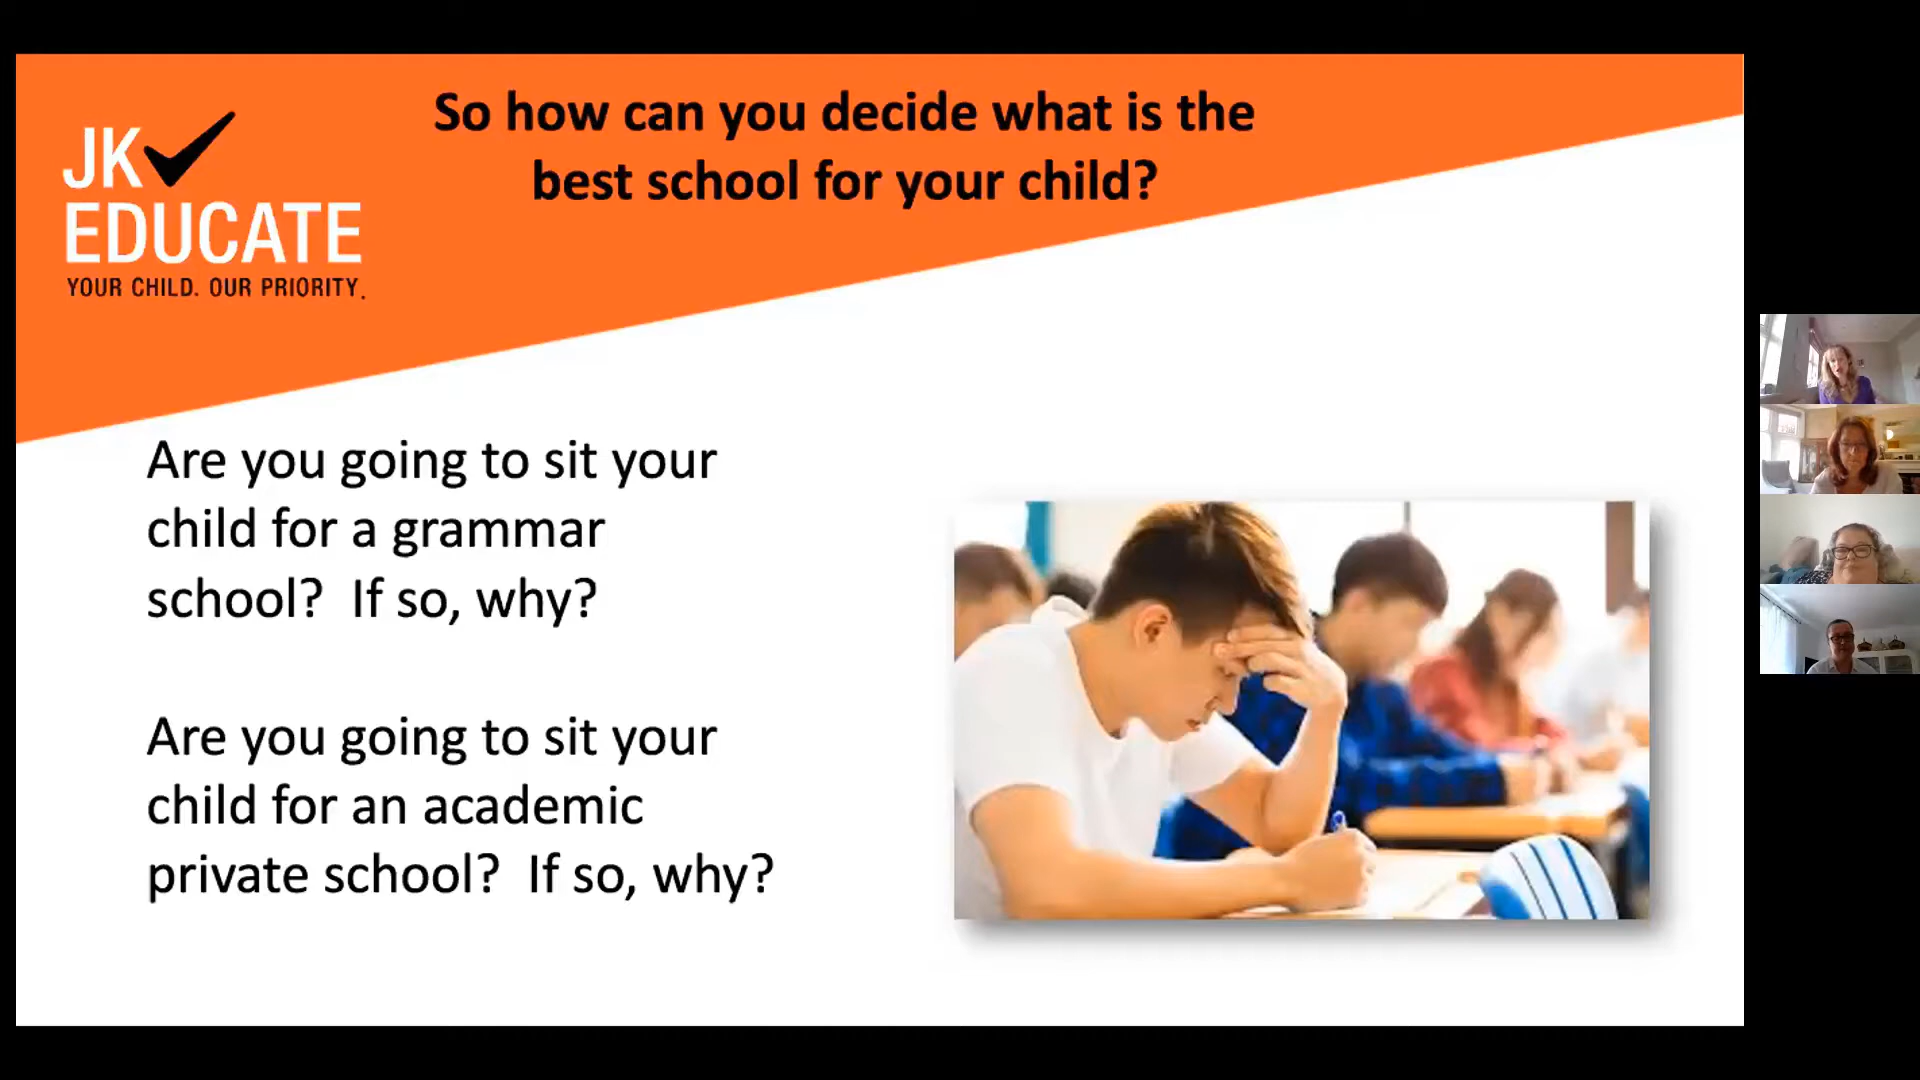 So how can you decide what is the
best school for your child?
JK
EDUCATE
YOUR CHILD. OUR PRIORITY.
Are you going to sit your
child for a grammar
school? If so, why?
Are you going to sit your
child for an academic
private school? If so, why?